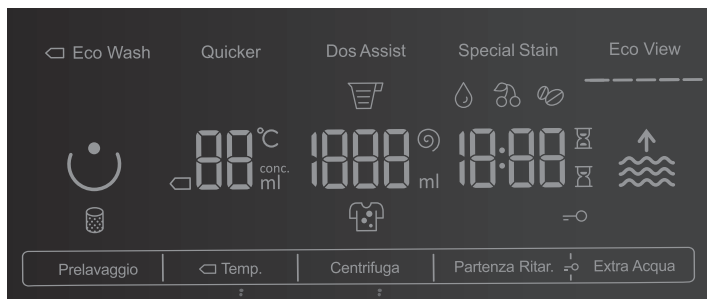 Eco Wash Quicker Dos Assist Special Stain Eco View
88 °C 1888 18:88
conc.
ml ml
Prelavaggio Temp. Centrifuga Partenza Ritar. Extra Acqua